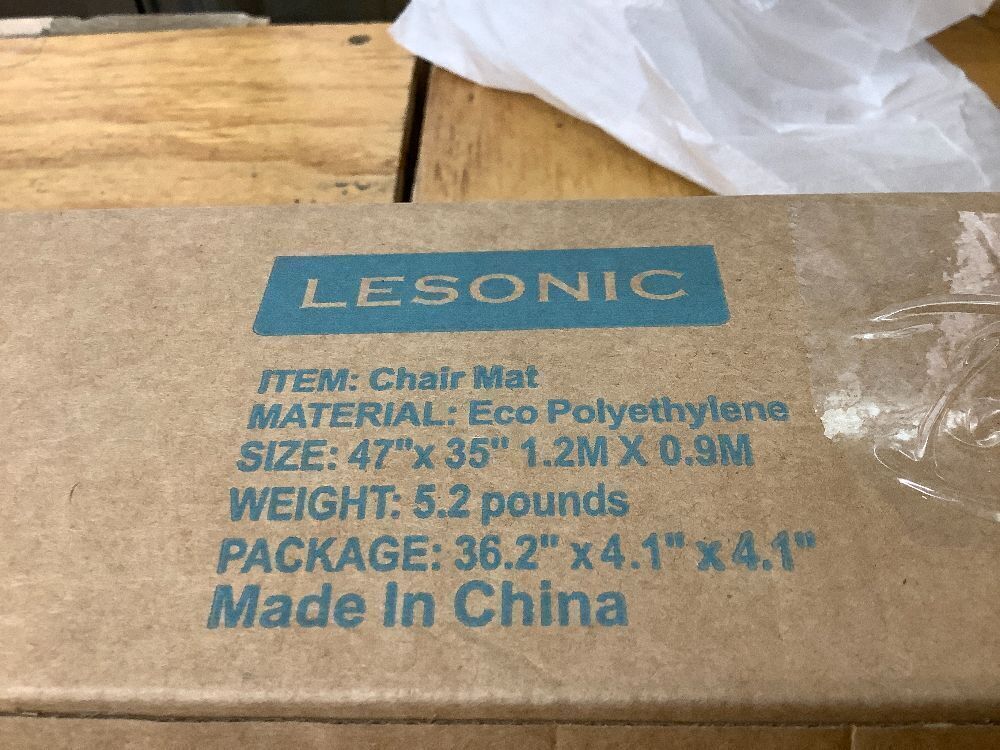 LESONIC
ITEM: Chair Mat
MATERIAL: Eco Polyethylene
SIZE: 47"x 35" 1.2M X 0.9M
WEIGHT: 5.2 pounds
PACKAGE: 36.2" x 4.1" x 4.1"
Made In China